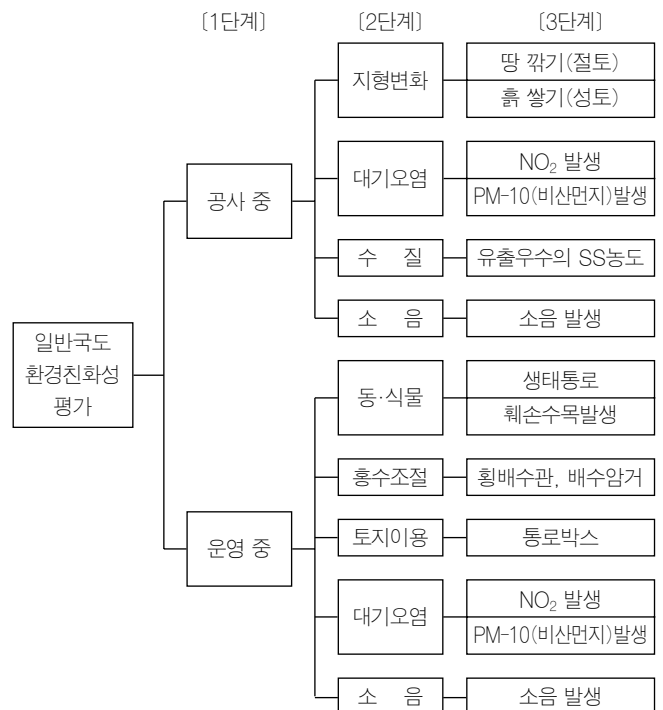 〔1단계〕 〔2단계〕 〔3단계〕
일반국도
환경친화성
평가
공사 중
지형변화
땅 깎기(절토)
흙 쌓기(성토)
대기오염
NO₂ 발생
PM-10(비산먼지)발생
수 질
유출우수의 SS농도
소 음
소음 발생
운영 중
동·식물
생태통로
훼손수목발생
홍수조절
횡배수관, 배수암거
토지이용
통로박스
대기오염
NO₂ 발생
PM-10(비산먼지)발생
소 음
소음 발생